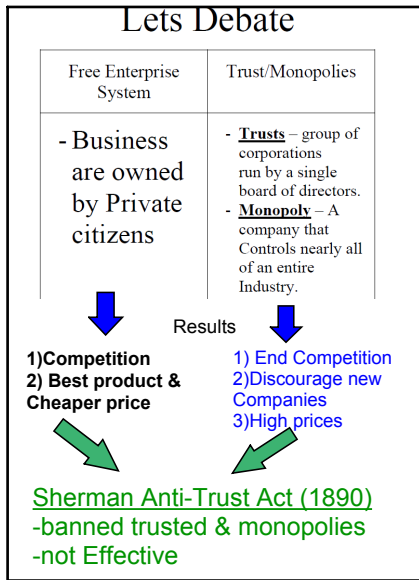 Lets Debate
Free Enterprise
System
Trust/Monopolies
- Business
are owned
by Private
citizens
- Trusts – group of
corporations
run by a single
board of directors.
- Monopoly – A
company that
Controls nearly all
of an entire
Industry.
Results
1)Competition
2) Best product &
Cheaper price
1) End Competition
2)Discourage new
Companies
3)High prices
Sherman Anti-Trust Act (1890)
-banned trusted & monopolies
-not Effective